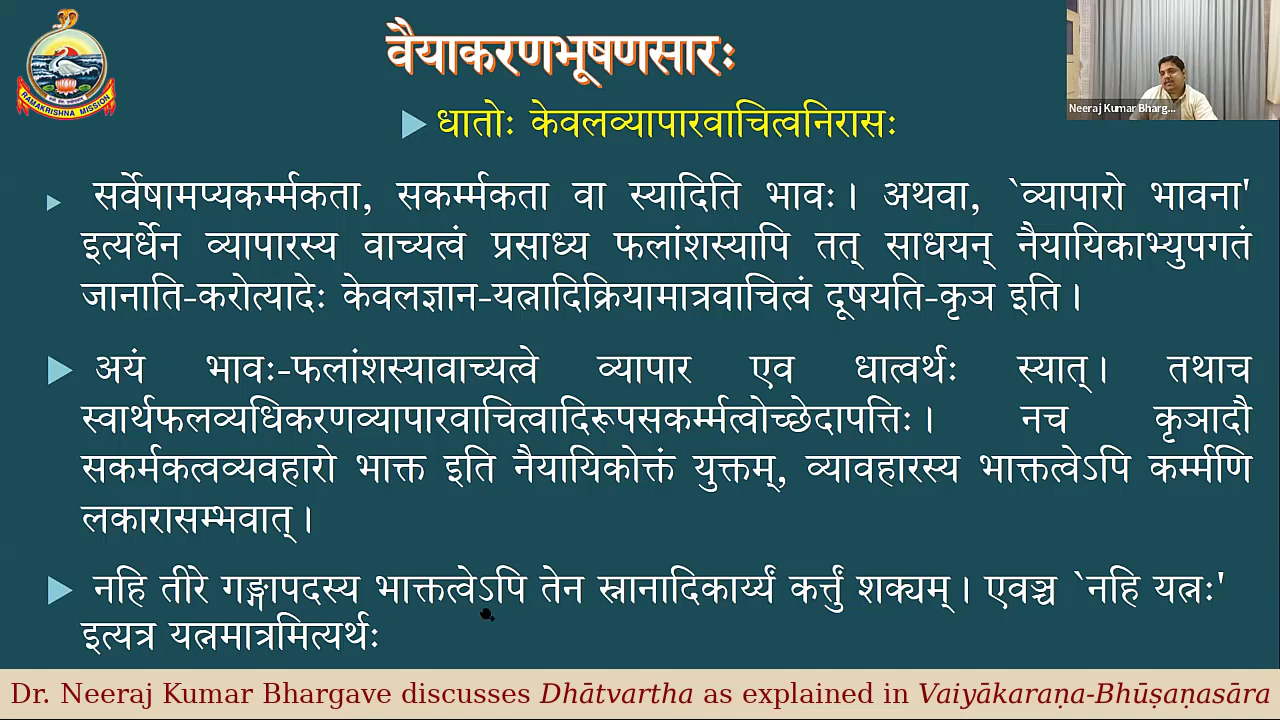 वैयाकरणभूषणसारः
धातोः केवलव्यापारवाचित्वनिरासः
सर्वेषामप्यकर्म्मकता, सकर्म्मकता वा स्यादिति भावः। अथवा, `व्यापारो भावना'
इत्यर्धेन व्यापारस्य वाच्यत्वं प्रसाध्य फलांशस्यापि तत् साधयन् नैयायिकाभ्युपगतं
जानाति-करोत्यादेः केवलज्ञान-यत्नादिक्रियामात्रवाचित्वं दूषयति-कृञ इति।
अयं भावः-फलांशस्यावाच्यत्वे व्यापार एव धात्वर्थः स्यात्। तथाच
स्वार्थफलव्यधिकरणव्यापारवाचित्वादिरूपसकर्म्मत्वोच्छेदापत्तिः। नच कृञादौ
सकर्मकत्वव्यवहारो भाक्त इति नैयायिकोक्तं युक्तम्, व्यावहारस्य भाक्तत्वेऽपि कर्म्मणि
लकारासम्भवात्।
नहि तीरे गङ्गापदस्य भाक्तत्वेऽपि तेन स्नानादिकार्य्यं कर्त्तुं शक्यम्। एवञ्च `नहि यत्नः'
इत्यत्र यत्नमात्रमित्यर्थः
RAMAKRISHNA MISSION
Neeraj Kumar Bharg...
Dr. Neeraj Kumar Bhargave discusses Dhātvartha as explained in Vaiyākaraṇa-Bhūṣaṇasāra